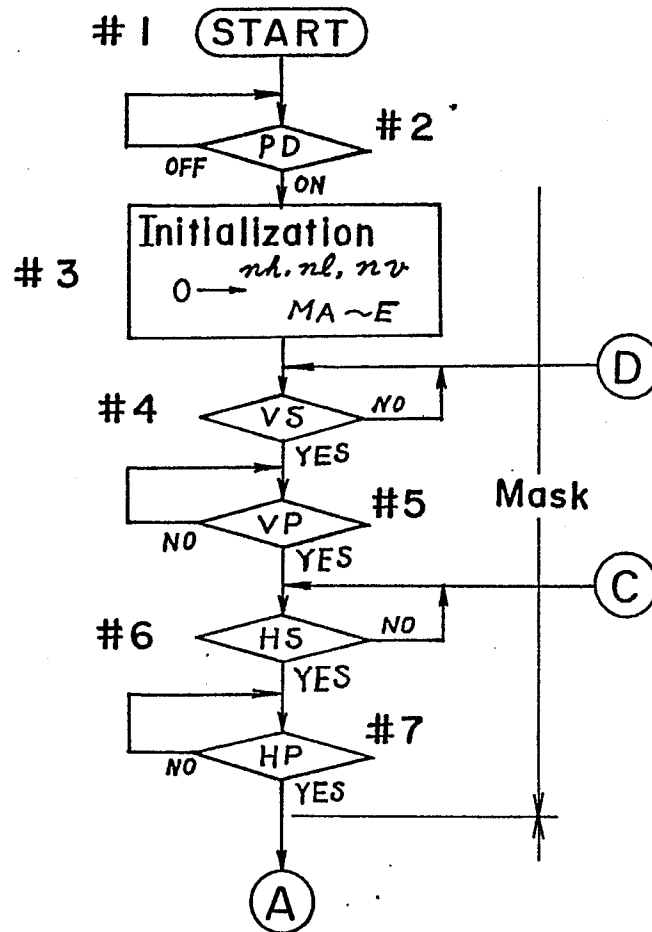 #1 START
PD #2
OFF
ON
Initialization
#3 0→ nh. nl, nv
MA~E
D
#4 VS NO
YES
#5 Mask
VP
NO YES
C
#6 HS NO
YES
#7
HP
NO YES
A